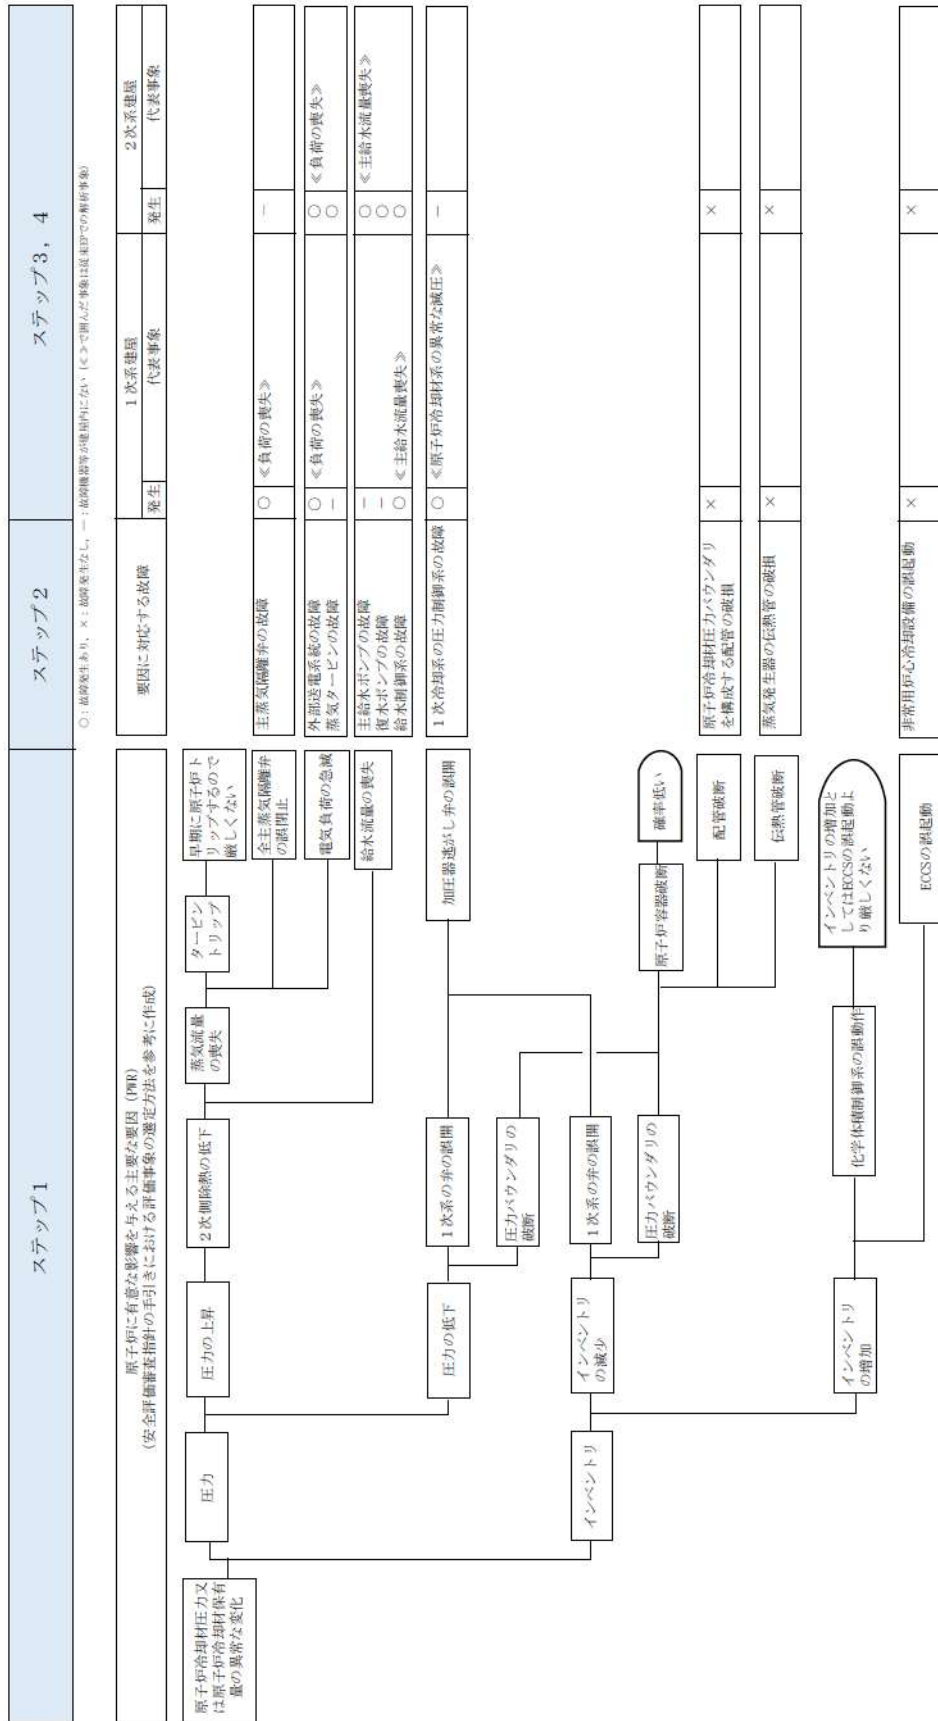 ステップ1
ステップ2
ステップ3，4
○：故障発生あり，×：故障発生なし，－：故障機器等が建屋内にない（≪≫で囲んだ事象は従来EPでの解析事象）
原子炉に有意な影響を与える主要な要因（PWR）
（安全評価審査指針の手引きにおける評価事象の選定方法を参考に作成）
要因に対応する故障
1次系建屋
発生
代表事象
2次系建屋
発生
代表事象
原子炉冷却材圧力又
は原子炉冷却材保有
量の異常な変化
圧力
圧力の上昇
2次側除熱の低下
蒸気流量
の喪失
タービン
トリップ
早期に原子炉ト
リップするので
厳しくない
全主蒸気隔離弁
の誤閉止
主蒸気隔離弁の故障
○
≪負荷の喪失≫
－
電気負荷の急減
外部送電系統の故障
蒸気タービンの故障
○
－
≪負荷の喪失≫
○
○
≪負荷の喪失≫
給水流量の喪失
主給水ポンプの故障
復水ポンプの故障
給水制御系の故障
－
－
○
≪主給水流量喪失≫
○
○
○
≪主給水流量喪失≫
圧力の低下
1次系の弁の誤開
加圧器逃がし弁の誤開
1次冷却系の圧力制御系の故障
○
≪原子炉冷却材系の異常な減圧≫
－
圧力バウンダリの
破断
インベントリ
インベントリ
の減少
1次系の弁の誤開
圧力バウンダリの
破断
原子炉容器破断
確率低い
配管破断
原子炉冷却材圧力バウンダリ
を構成する配管の破損
×
×
伝熱管破断
蒸気発生器の伝熱管の破損
×
×
インベントリ
の増加
化学体積制御系の誤動作
インベントリの増加と
してはECCSの誤起動よ
り厳しくない
ECCSの誤起動
非常用炉心冷却設備の誤起動
×
×